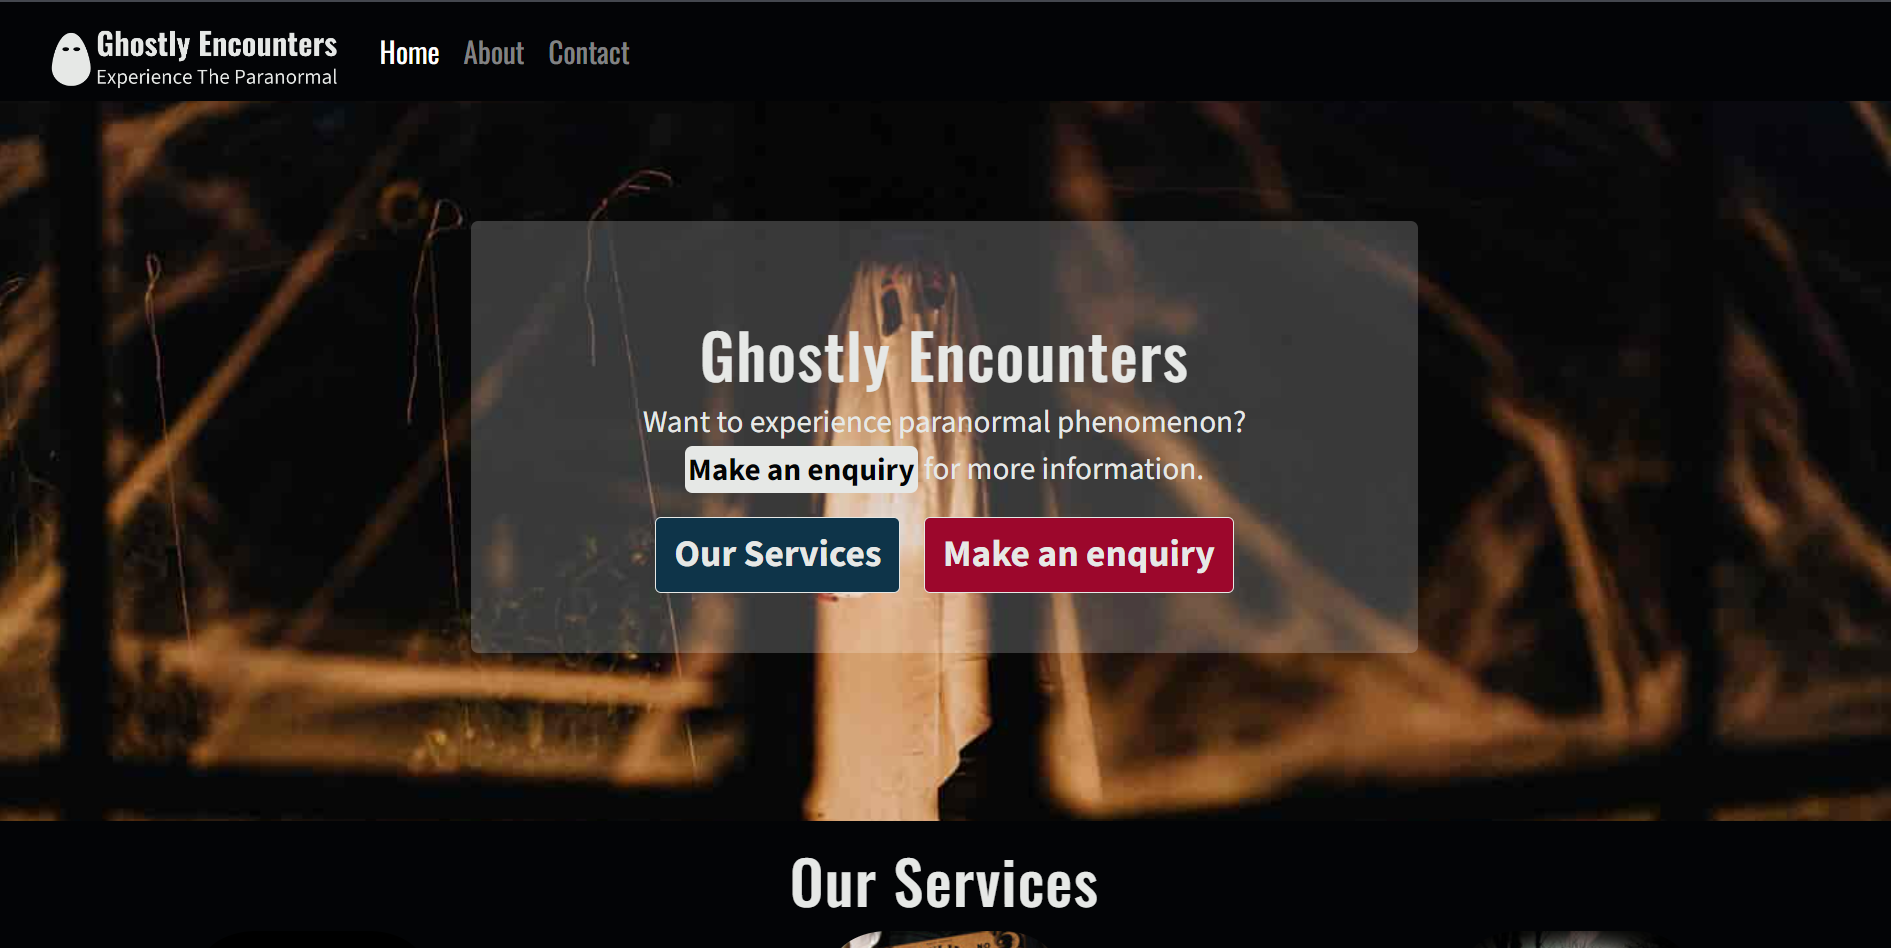 Ghostly Encounters
Experience The Paranormal
Home About Contact
Ghostly Encounters
Want to experience paranormal phenomenon?
Make an enquiry for more information.
Our Services Make an enquiry
Our Services
NO